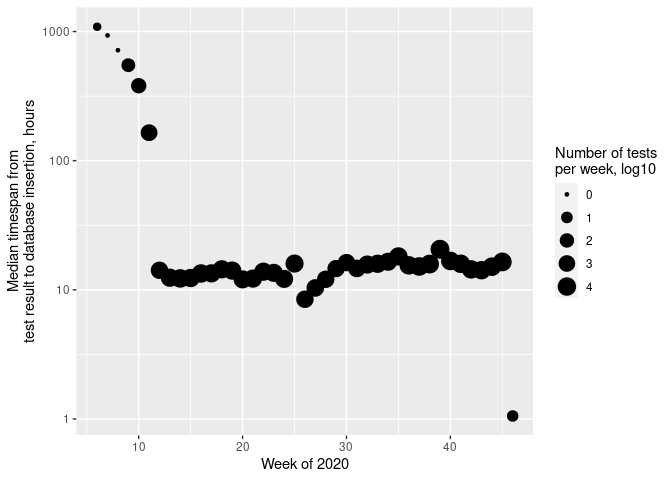 1000
100
10
1
Median timespan from
test result to database insertion, hours
10
20
30
40
Week of 2020
Number of tests
per week, log10
0
1
2
3
4